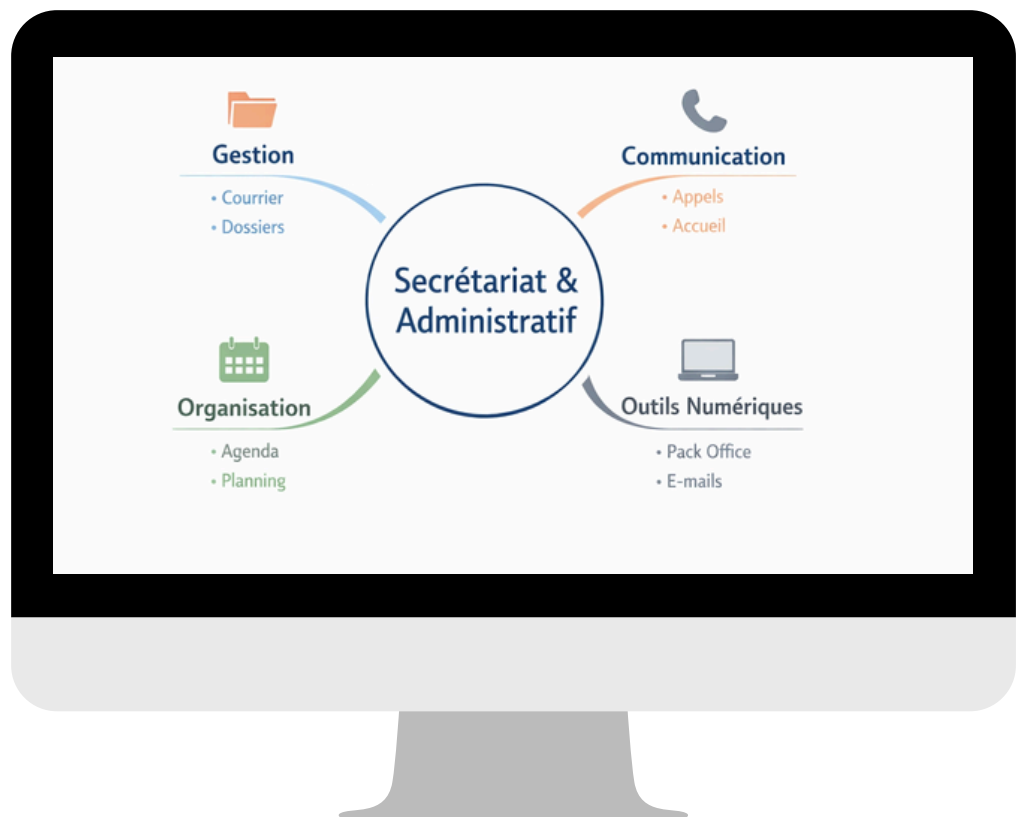 Gestion
• Courrier
• Dossiers
Communication
• Appels
• Accueil
Secrétariat &
Administratif
Organisation
• Agenda
• Planning
Outils Numériques
• Pack Office
• E-mails